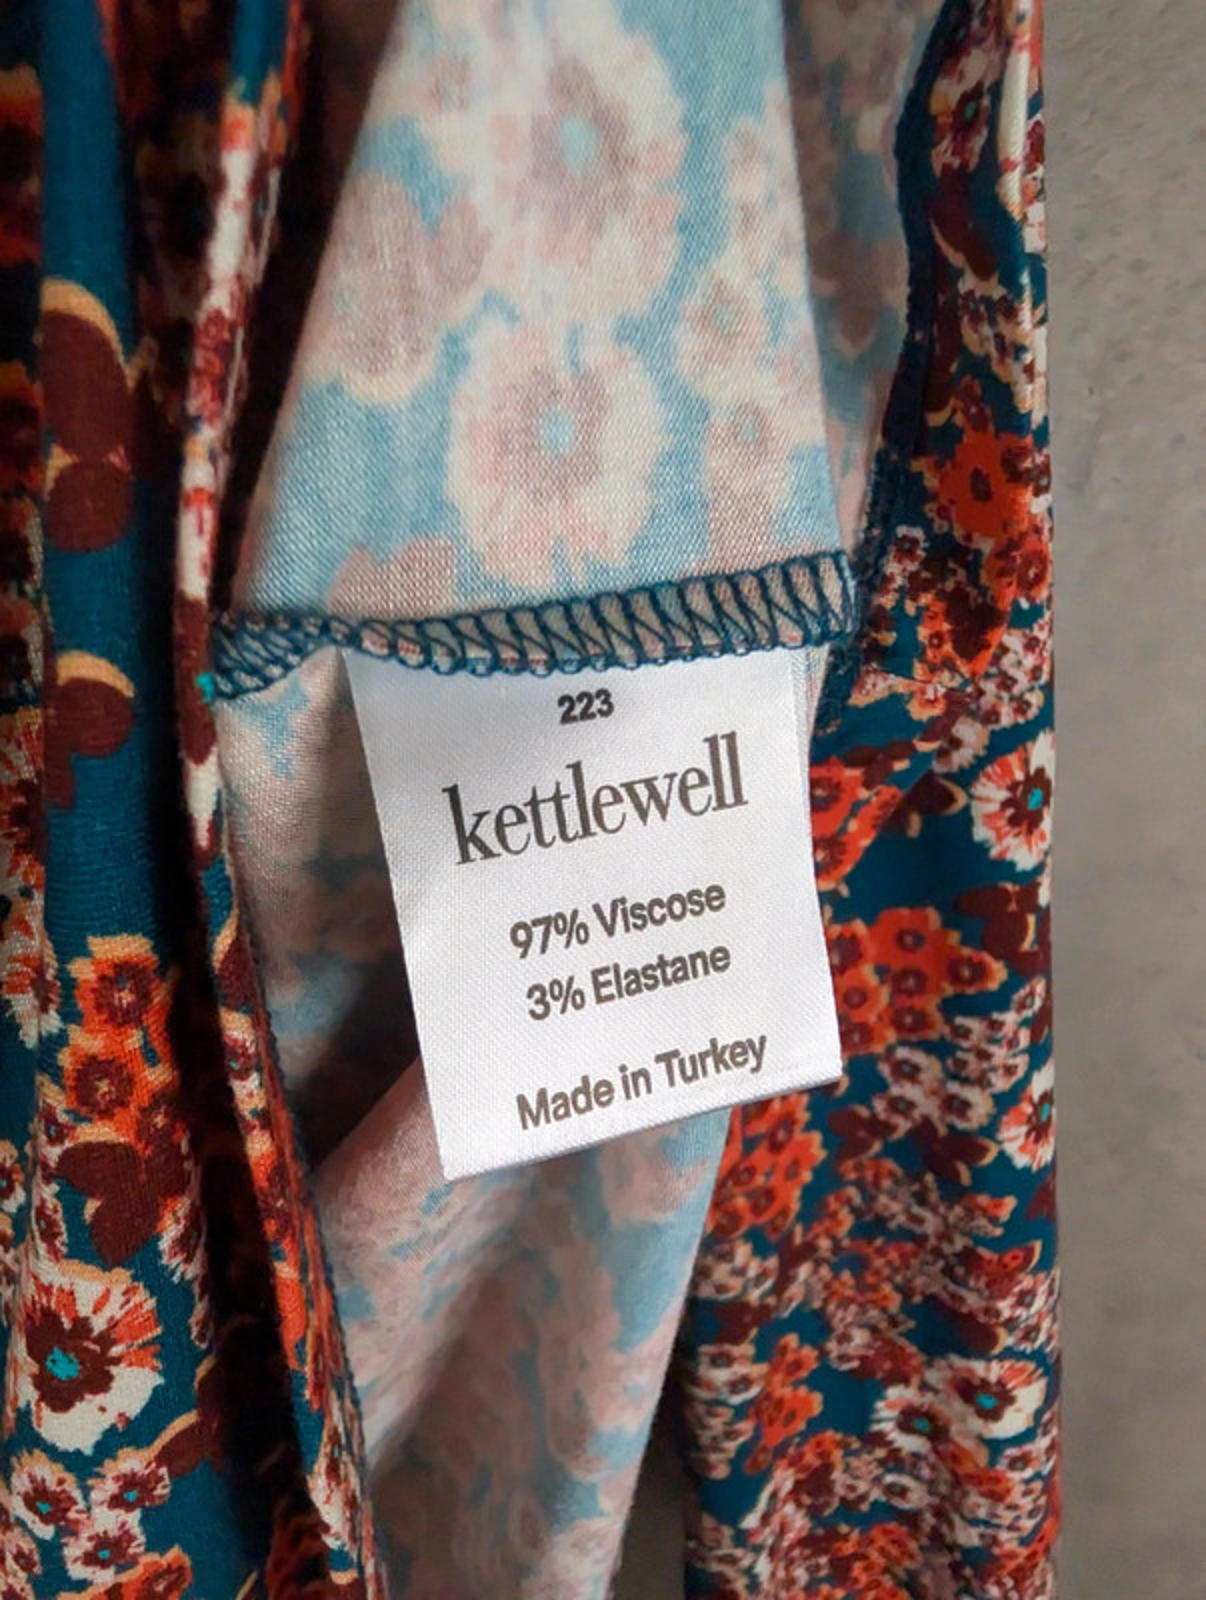 223
kettlewell
97% Viscose
3% Elastane
Made in Turkey